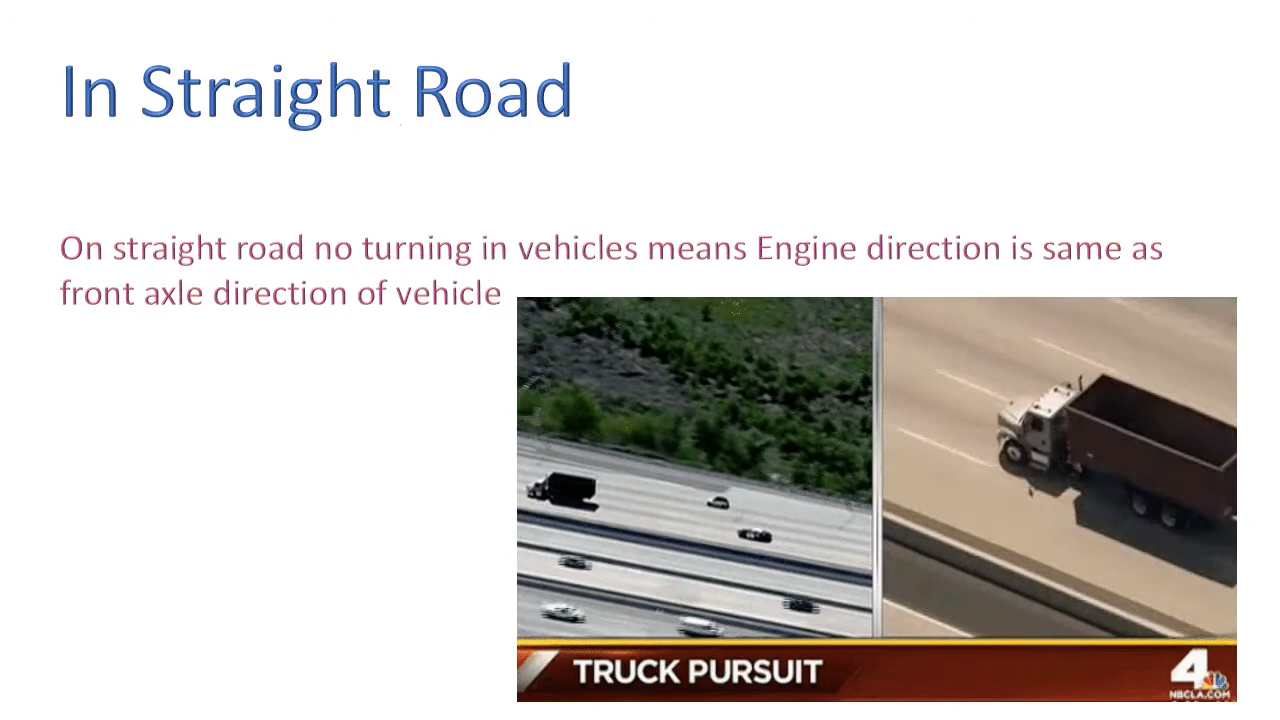 In Straight Road
On straight road no turning in vehicles means Engine direction is same as
front axle direction of vehicle
TRUCK PURSUIT
4
NBCLA.COM